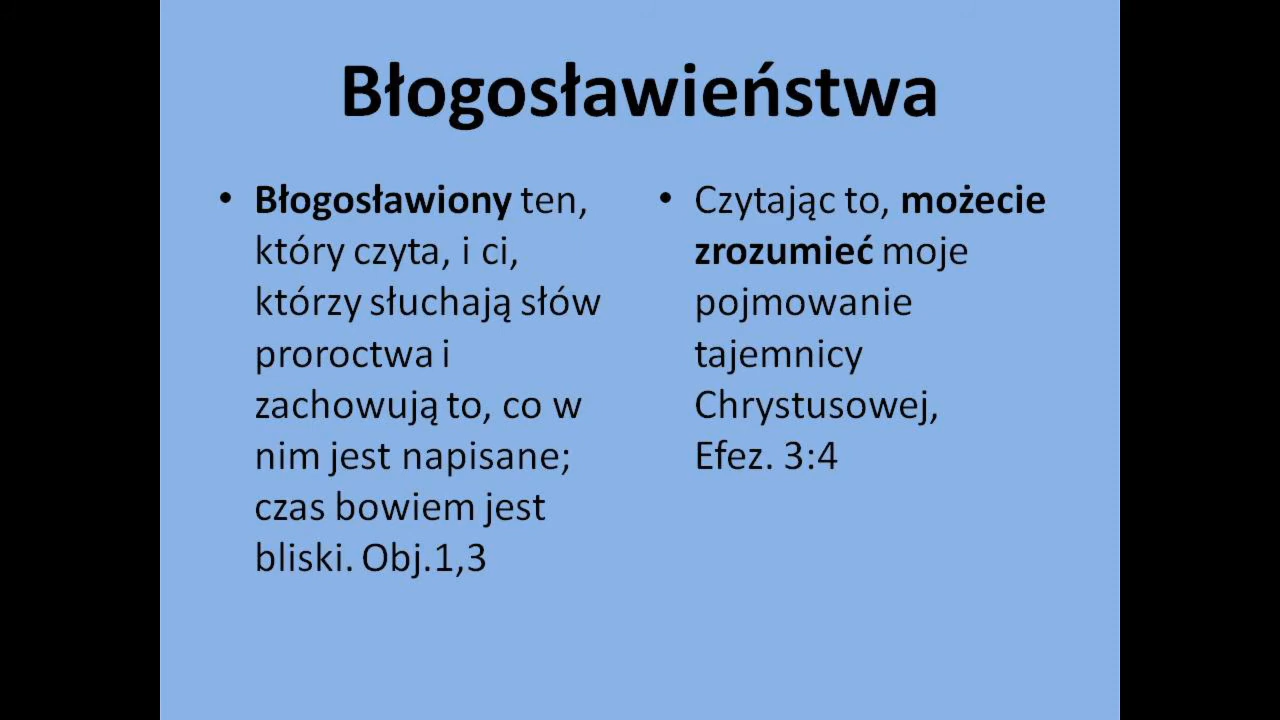 Błogosławieństwa
• Błogosławiony ten,
który czyta, i ci,
którzy słuchają słów
proroctwa i
zachowują to, co w
nim jest napisane;
czas bowiem jest
bliski. Obj.1,3
• Czytając to, możecie
zrozumieć moje
pojmowanie
tajemnicy
Chrystusowej,
Efez. 3:4